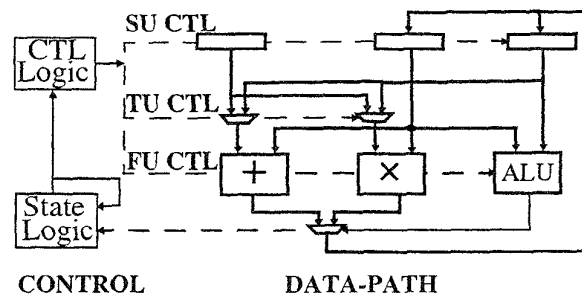 SU CTL
CTL
Logic
TU CTL
FU CTL
+
×
ALU
State
Logic
CONTROL
DATA-PATH